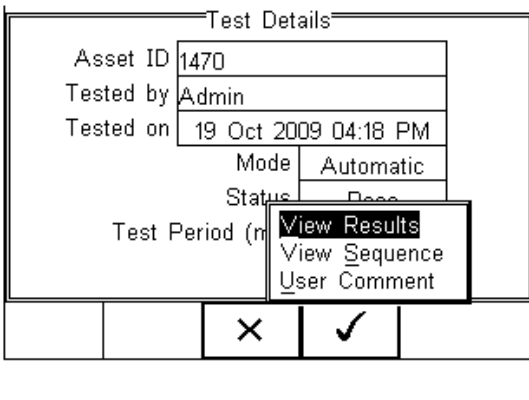 Test Details
Asset ID 1470
Tested by Admin
Tested on 19 Oct 2009 04:18 PM
Mode Automatic
Status Pass
Test Period (m
View Results
View Sequence
User Comment